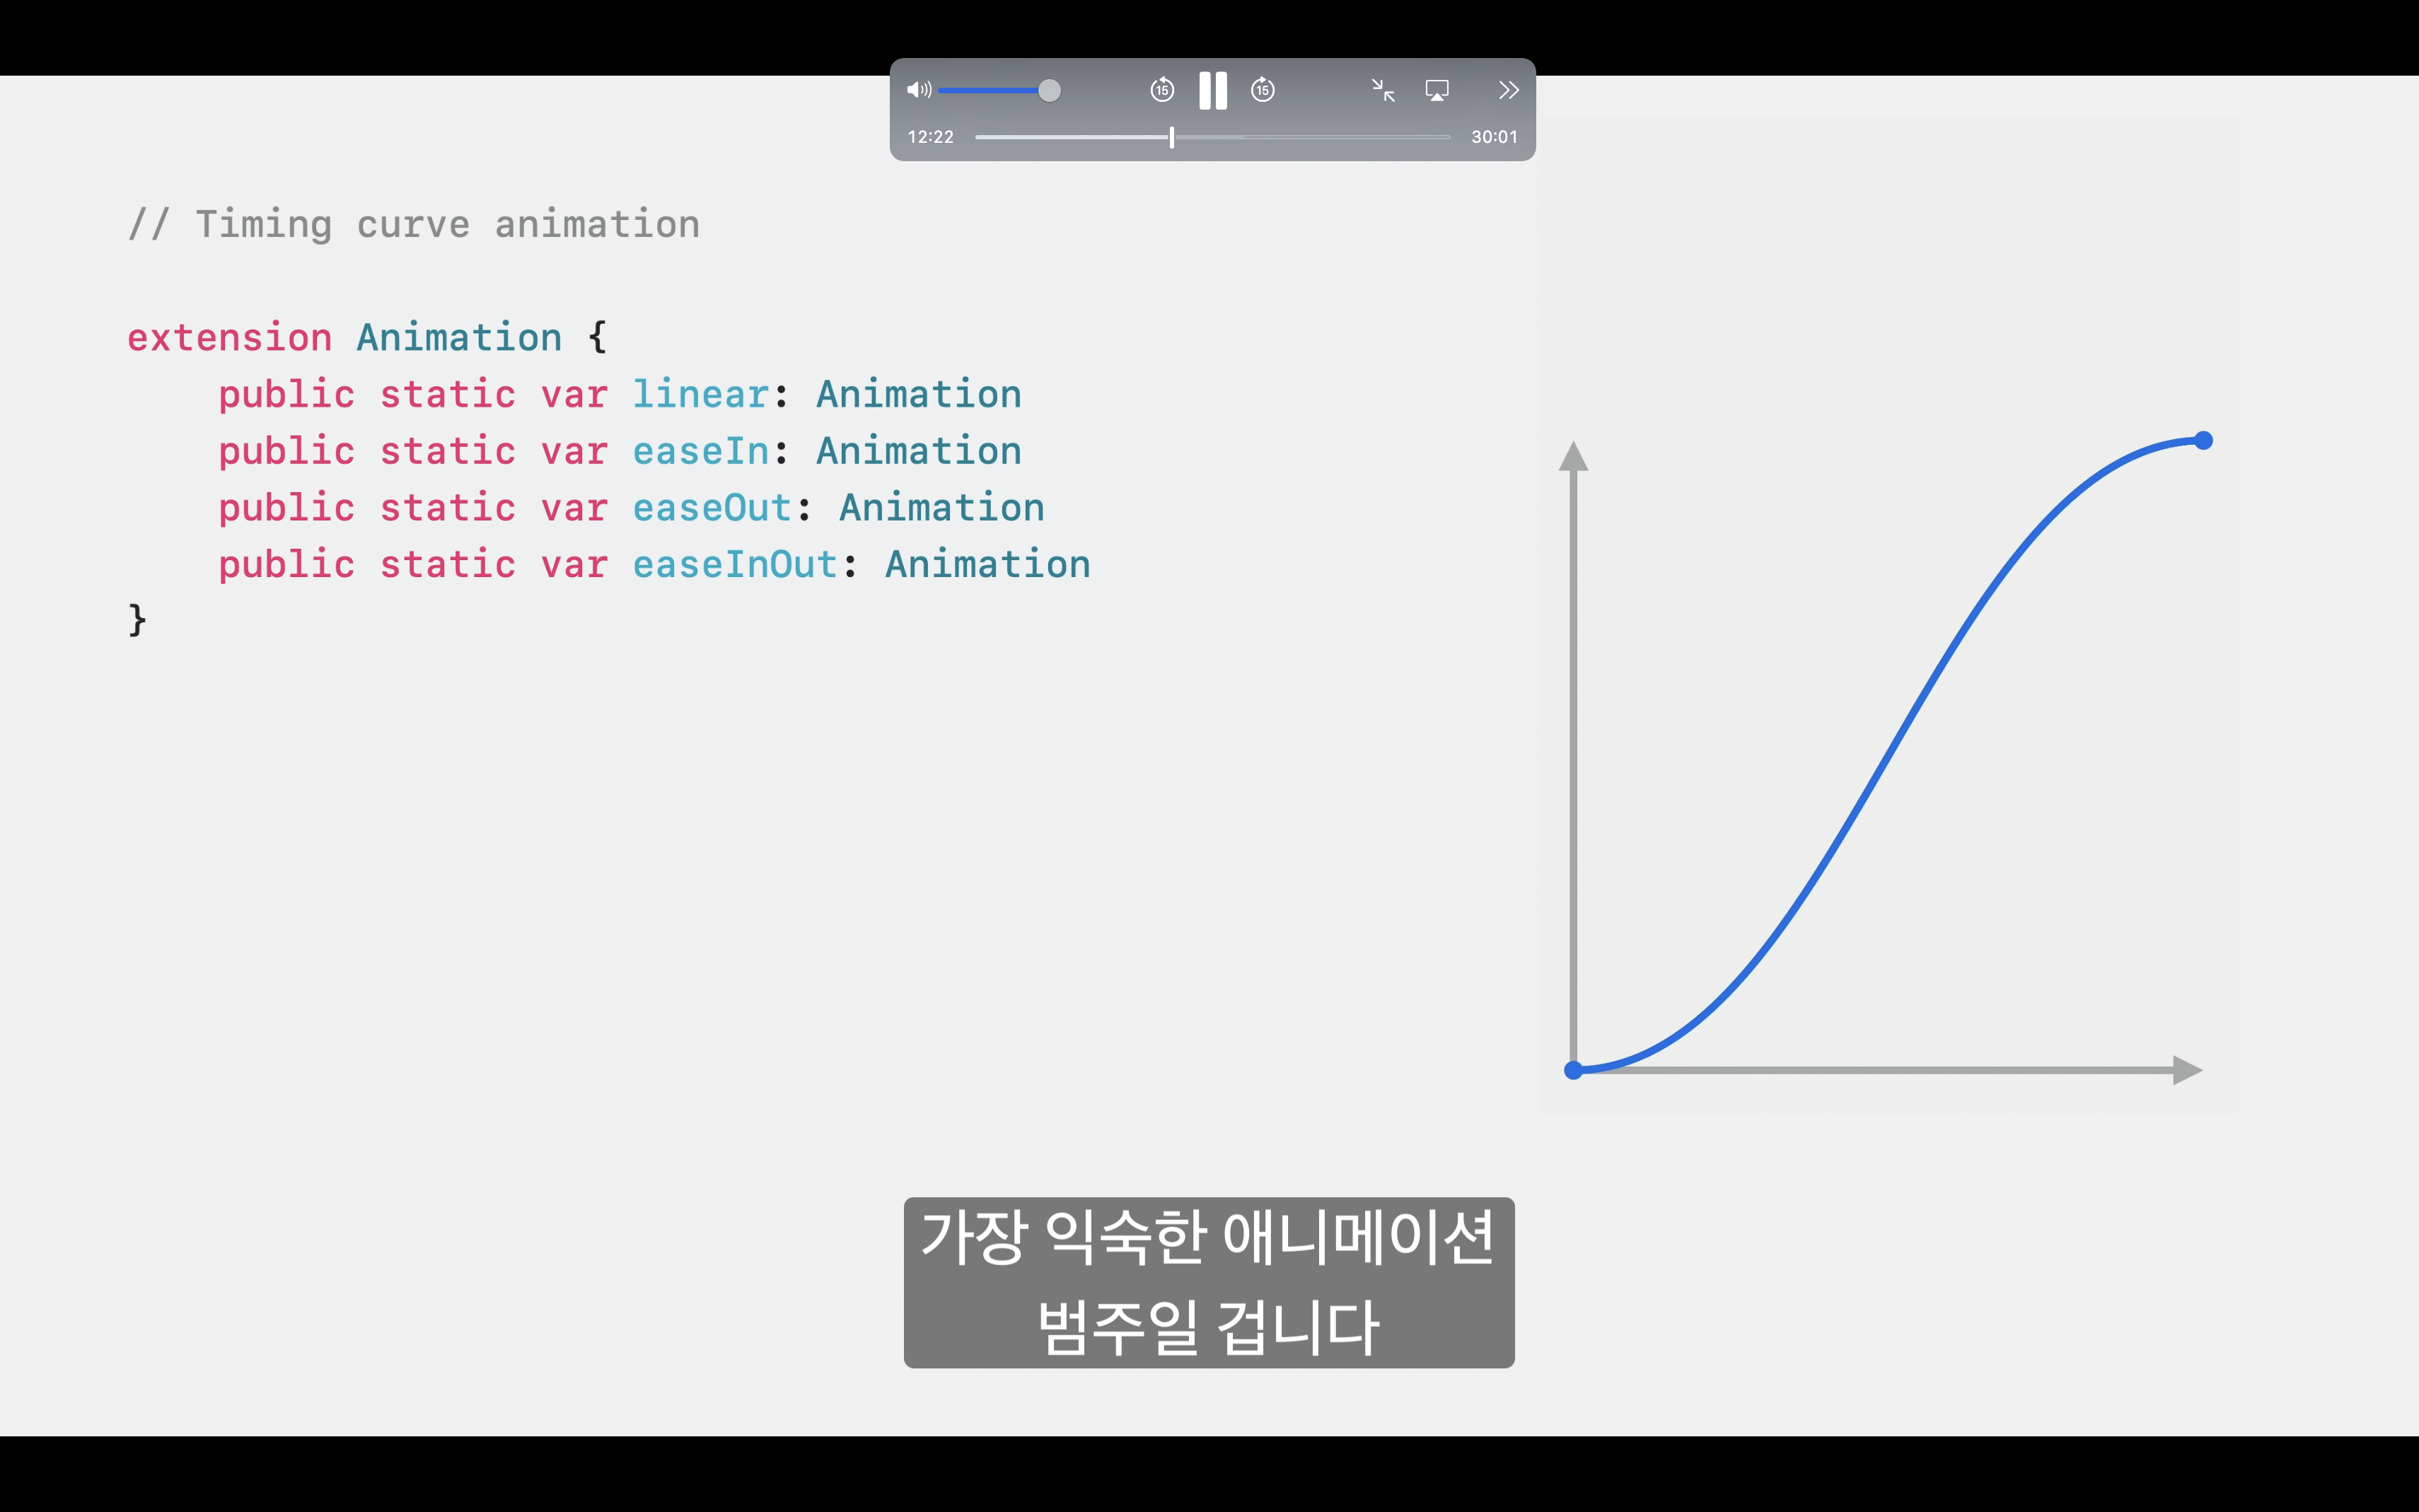 15
15
12:22
30:01
// Timing curve animation
extension Animation {
    public static var linear: Animation
    public static var easeIn: Animation
    public static var easeOut: Animation
    public static var easeInOut: Animation
}
가장 익숙한 애니메이션
범주일 겁니다